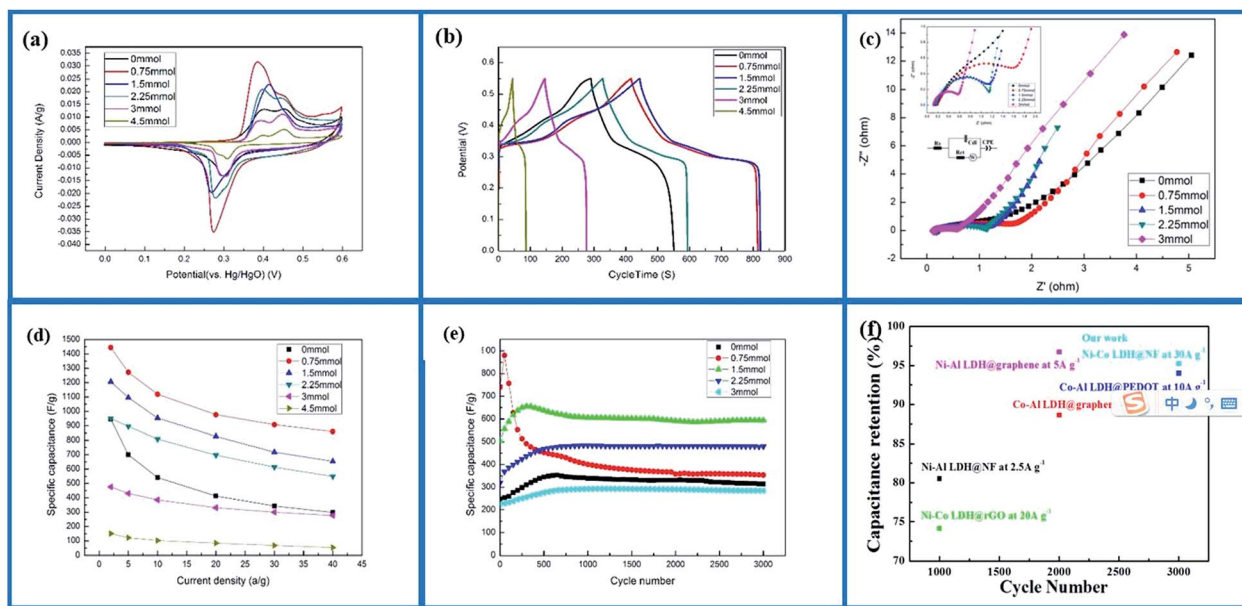 (a)
0.035
0.030
0.025
0.020
0.015
0.010
0.005
0.000
-0.005
-0.010
-0.015
-0.020
-0.025
-0.030
-0.035
-0.040
Current Density (A/g)
0mmol
0.75mmol
1.5mmol
2.25mmol
3mmol
4.5mmol
0.0 0.1 0.2 0.3 0.4 0.5 0.6
Potential(vs. Hg/HgO) (V)
(b)
0.6
0.5
0.4
0.3
0.2
0.1
0.0
Potential (V)
0mmol
0.75mmol
1.5mmol
2.25mmol
3mmol
4.5mmol
0 100 200 300 400 500 600 700 800 900
CycleTime (S)
(c)
14
12
10
8
6
4
2
0
-2
-Z'' (ohm)
Rs
Cdl
CPE
Rct
0mmol
0.75mmol
1.5mmol
2.25mmol
3mmol
0 1 2 3 4 5
Z' (ohm)
(d)
1500
1400
1300
1200
1100
1000
900
800
700
600
500
400
300
200
100
0
Specific capacitance (F/g)
0mmol
0.75mmol
1.5mmol
2.25mmol
3mmol
4.5mmol
0 5 10 15 20 25 30 35 40 45
Current density (a/g)
(e)
100
900
800
700
600
500
400
300
200
100
0
Specific capacitance (F/g)
0mmol
0.75mmol
1.5mmol
2.25mmol
3mmol
0 500 1000 1500 2000 2500 3000
Cycle number
(f)
100
95
90
85
80
75
70
Capacitance retention (%)
Our work
Ni-Co LDH@NF at 30A g⁻¹
Ni-Al LDH@graphene at 5A g⁻¹
Co-Al LDH@PEDOT at 10A g⁻¹
Co-Al LDH@grapher
中
Ni-Al LDH@NF at 2.5A g⁻¹
Ni-Co LDH@rGO at 20A g⁻¹
1000 1500 2000 2500 3000
Cycle Number